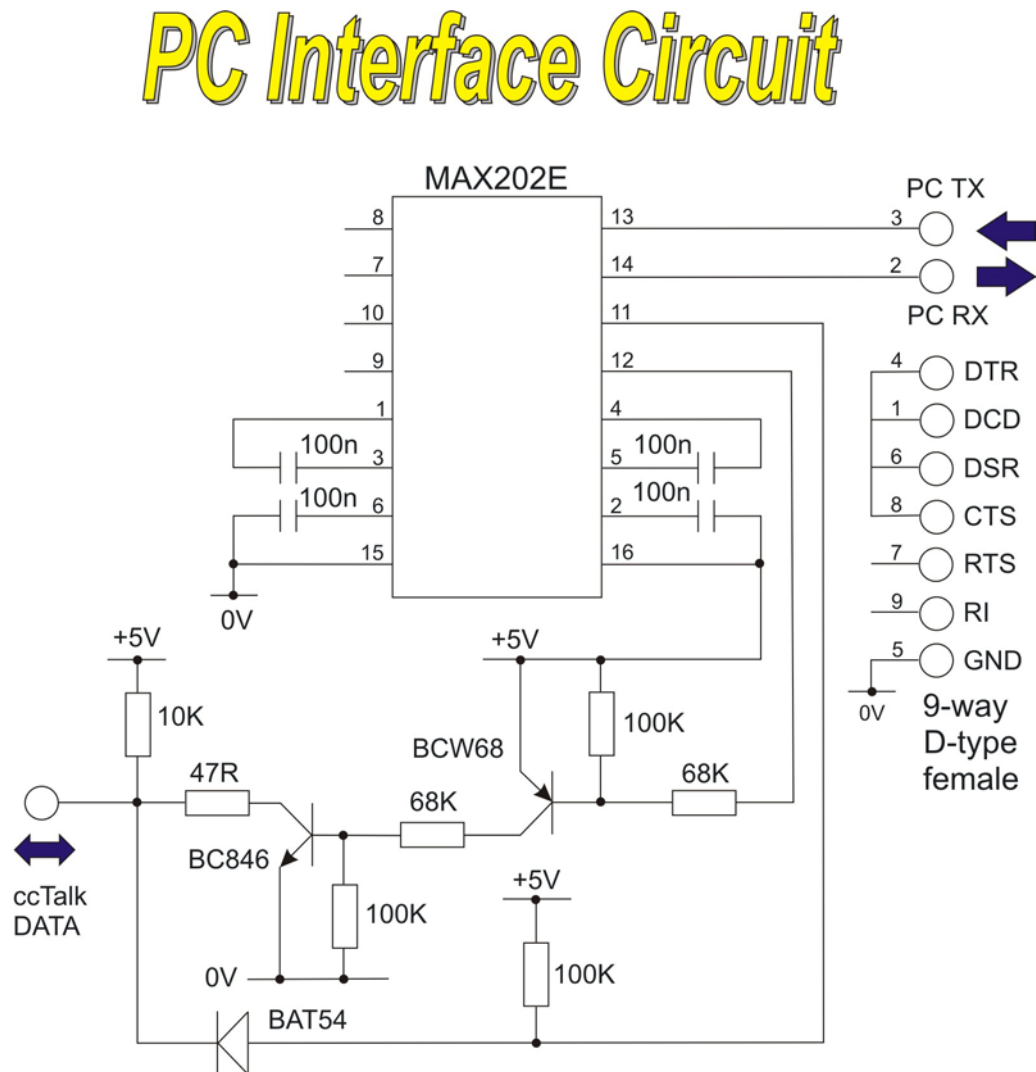 PC Interface Circuit
MAX202E
PC TX
8
13
3
7
14
2
PC RX
10
11
9
12
4
DTR
1
4
1
DCD
100n
3
5
100n
6
DSR
100n
6
2
100n
8
CTS
15
16
7
RTS
0V
9
RI
+5V
+5V
5
GND
0V
9-way
D-type
female
10K
100K
BCW68
47R
68K
68K
BC846
ccTalk
DATA
100K
+5V
0V
100K
BAT54